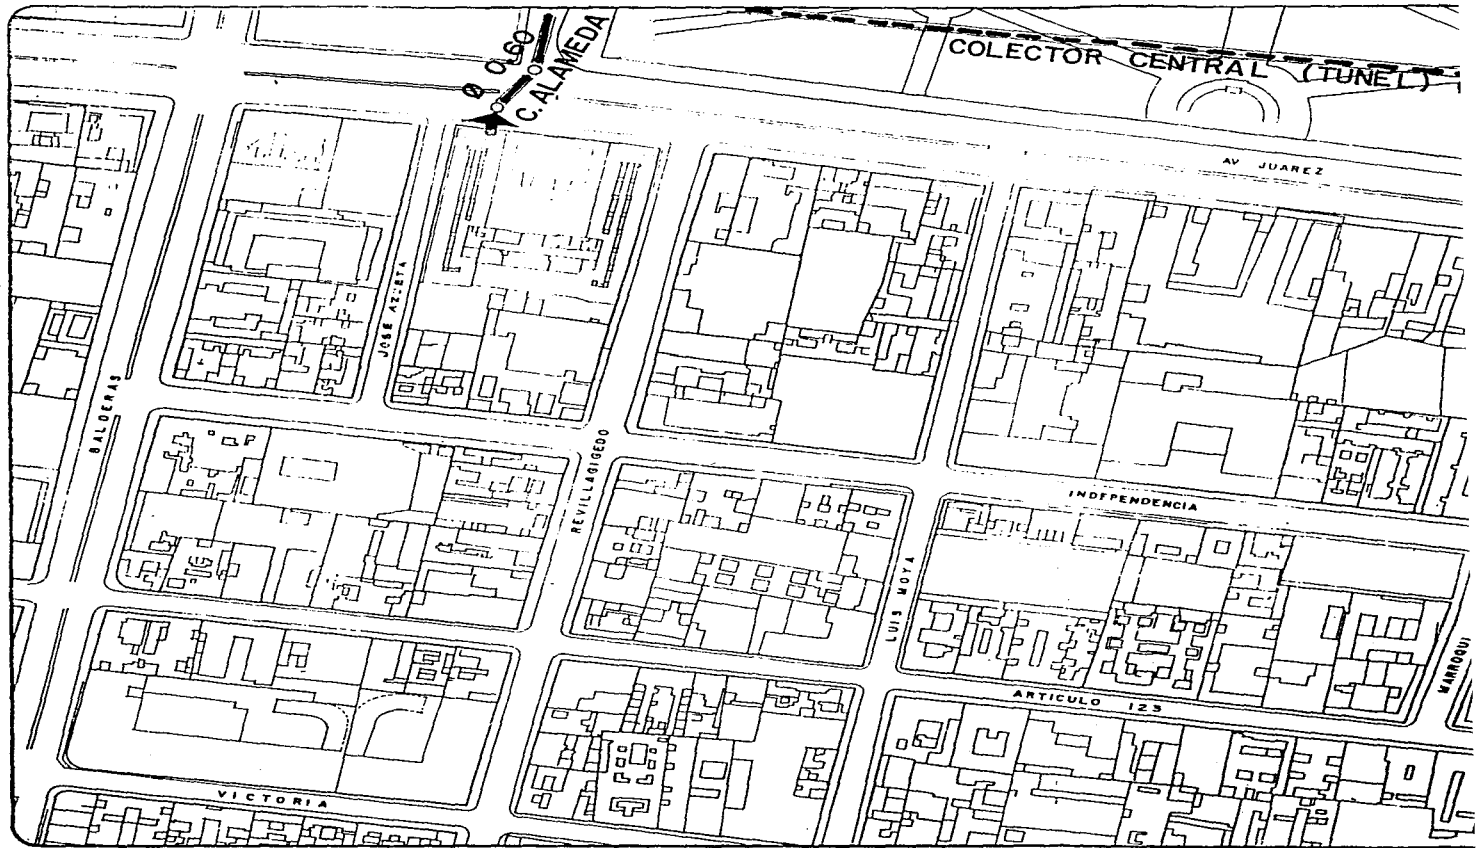 Ø 0.60
C. ALAMEDA
COLECTOR CENTRAL (TUNEL)
AV JUAREZ
JOSE AZUETA
BALDERAS
REVILLAGIGEDO
INDEPENDENCIA
LUIS MOYA
MARROQUI
ARTICULO 123
VICTORIA